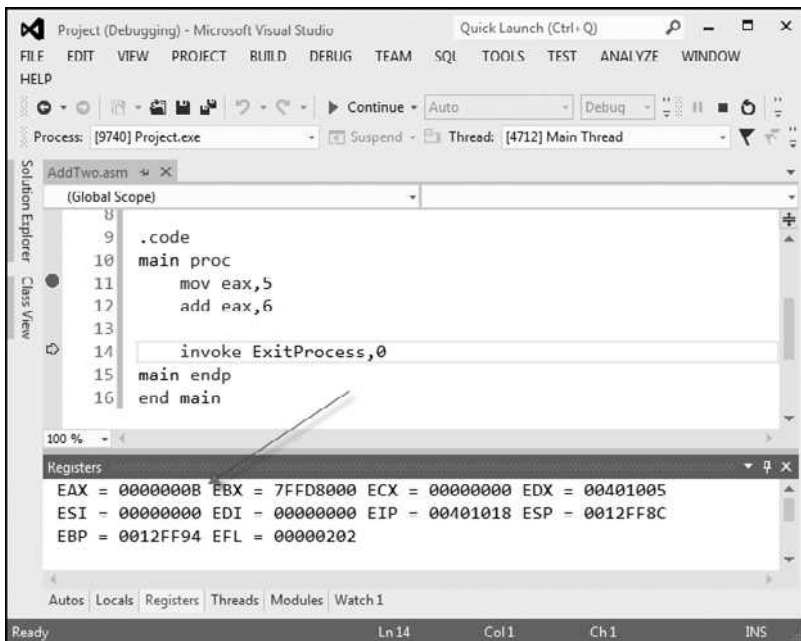 Project (Debugging) - Microsoft Visual Studio Quick Launch (Ctrl+Q)
FILE EDIT VIEW PROJECT BUILD DEBUG TEAM SQL TOOLS TEST ANALYZE WINDOW
HELP
Continue Auto Debug
Process: [9740] Project.exe Suspend Thread: [4712] Main Thread
Solution Explorer
Class View
AddTwo.asm
(Global Scope)
8
9 .code
10 main proc
11 mov eax,5
12 add eax,6
13
14 invoke ExitProcess,0
15 main endp
16 end main
100 %
Registers
EAX = 0000000B EBX = 7FFD8000 ECX = 00000000 EDX = 00401005
ESI = 00000000 EDI = 00000000 EIP = 00401018 ESP = 0012FF8C
EBP = 0012FF94 EFL = 00000202
Autos Locals Registers Threads Modules Watch 1
Ready Ln 14 Col 1 Ch 1 INS